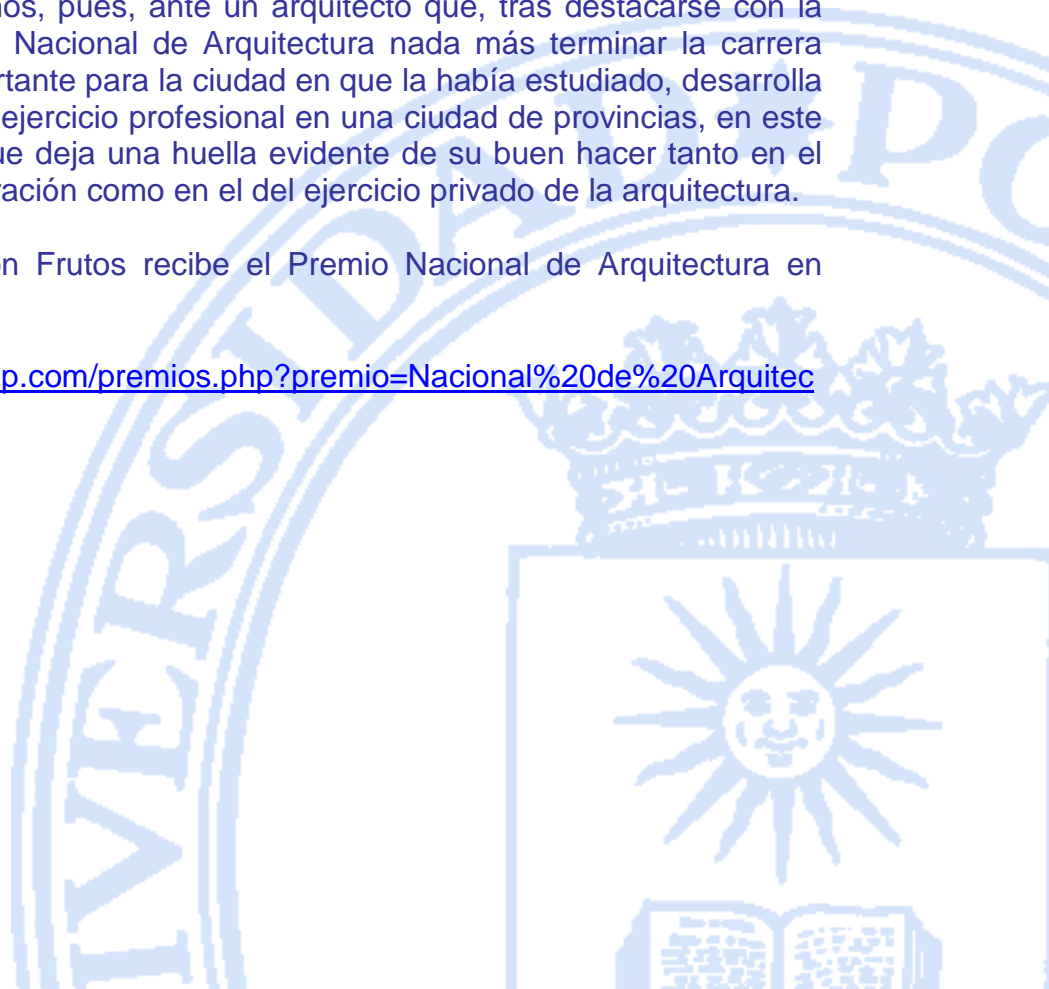 nos, pues, ante un arquitecto que, tras destacarse con la
Nacional de Arquitectura nada más terminar la carrera
rtante para la ciudad en que la había estudiado, desarrolla
ejercicio profesional en una ciudad de provincias, en este
ue deja una huella evidente de su buen hacer tanto en el
ración como en el del ejercicio privado de la arquitectura.
n Frutos recibe el Premio Nacional de Arquitectura en
p.com/premios.php?premio=Nacional%20de%20Arquitec
VERSIDAD PO